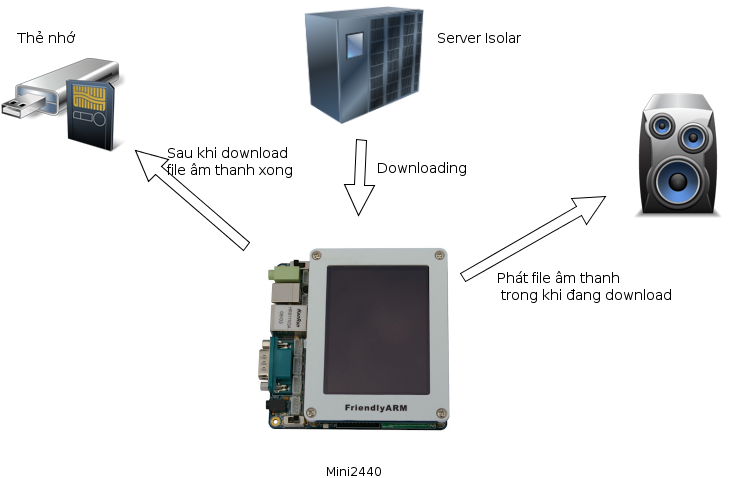 Thẻ nhớ
Server Isolar
Sau khi download
file âm thanh xong
Downloading
Phát file âm thanh
trong khi đang download
FriendlyARM
Mini2440